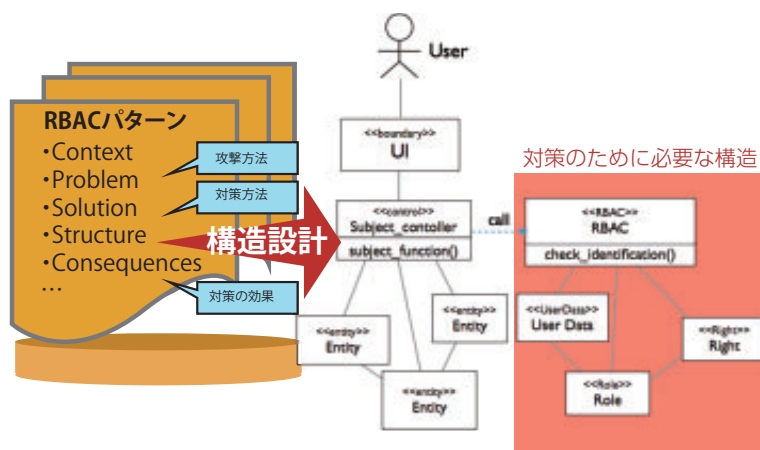 RBACパターン
・Context
・Problem
・Solution
・Structure
・Consequences
…
攻撃方法
対策方法
対策の効果
構造設計
User
<<boundary>>
UI
<<control>>
Subject_contoller
subject_function()
call
<<entity>>
Entity
<<entity>>
Entity
<<entity>>
Entity
対策のために必要な構造
<<RBAC>>
RBAC
check_identification()
<<UserData>>
User Data
<<Right>>
Right
<<Role>>
Role